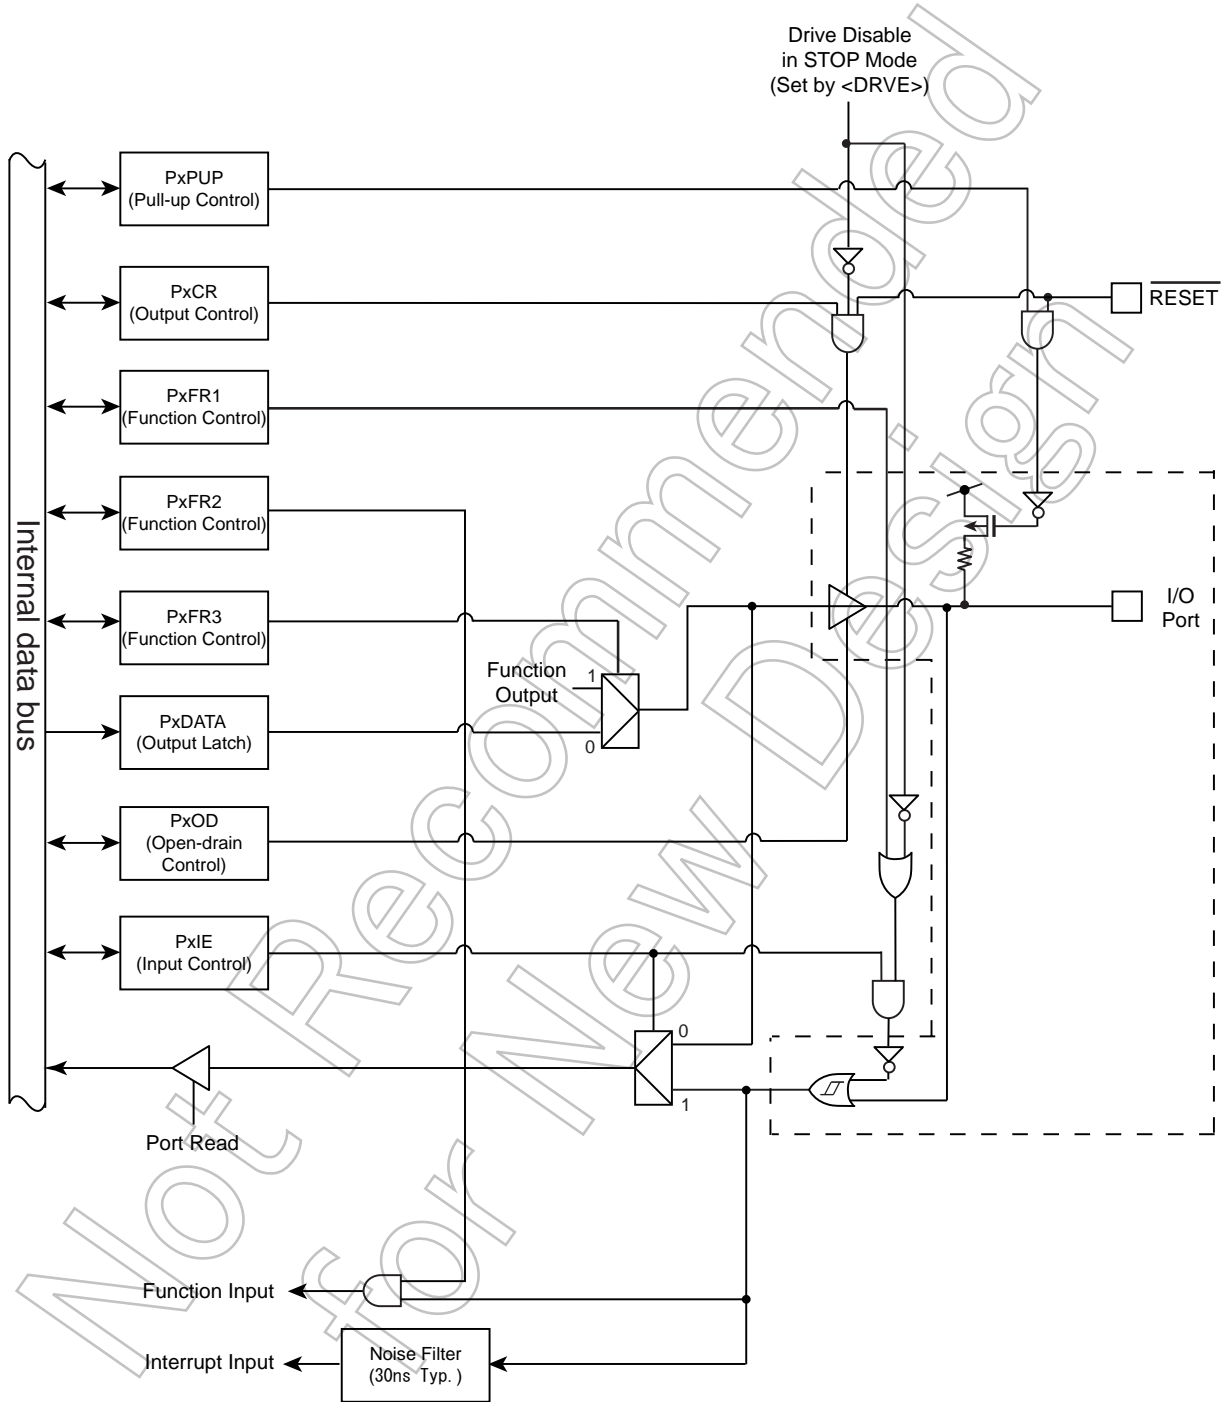 Drive Disable
in STOP Mode
(Set by <DRVE>)
PxPUP
(Pull-up Control)
PxCR
(Output Control)
RESET
PxFR1
(Function Control)
PxFR2
(Function Control)
Internal data bus
PxFR3
(Function Control)
I/O
Port
Function
Output
1
0
PxDATA
(Output Latch)
PxOD
(Open-drain
Control)
PxIE
(Input Control)
0
1
Port Read
Function Input
Interrupt Input
Noise Filter
(30ns Typ.)
Not Recommended
for New Design